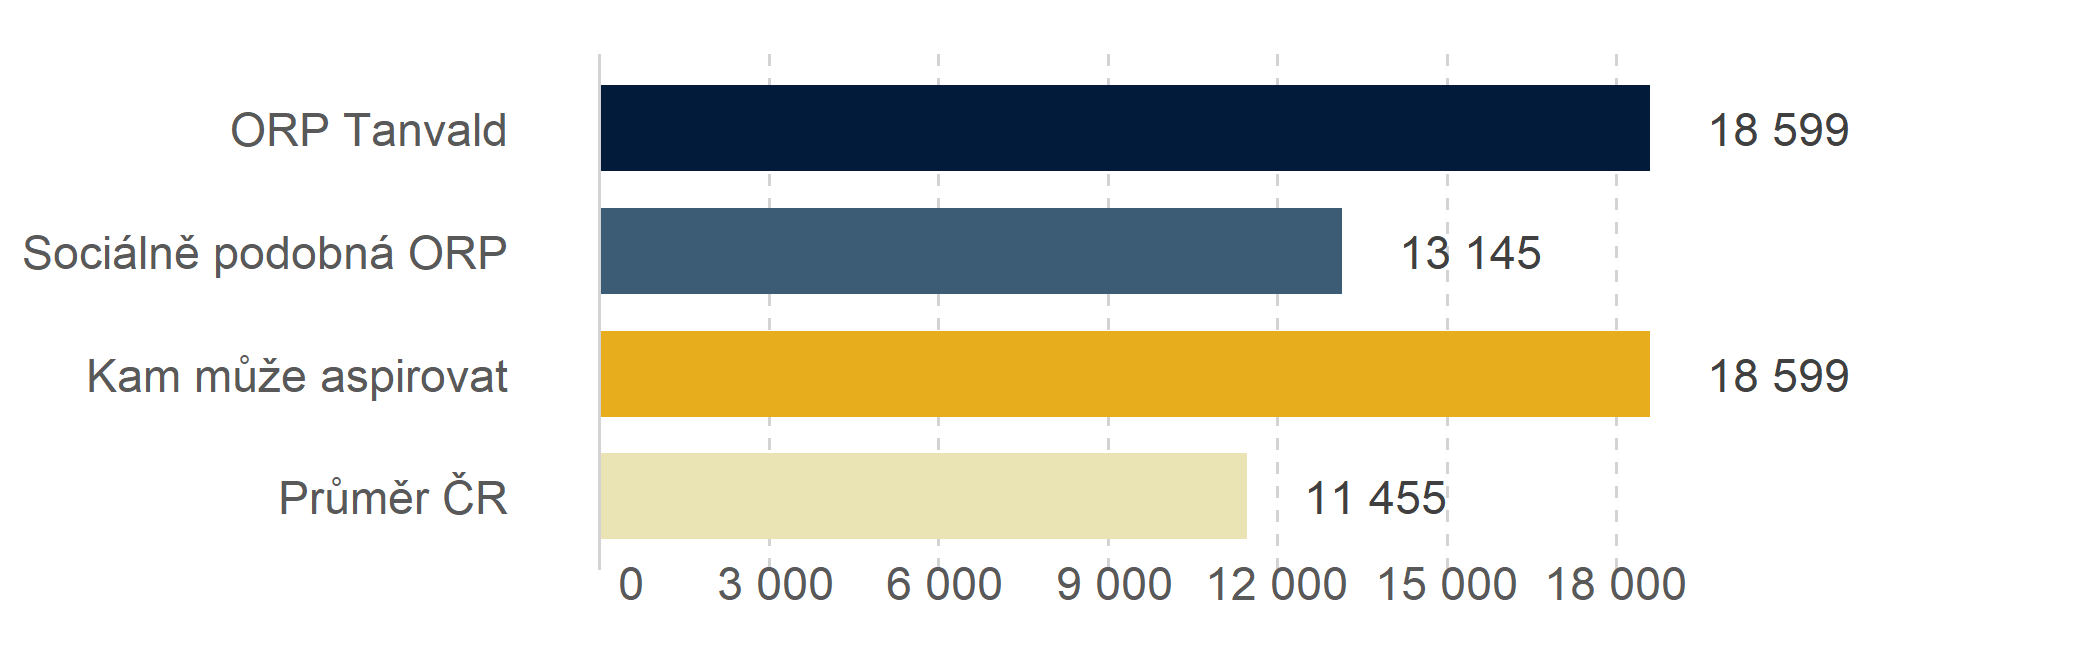 ORP Tanvald 18 599
Sociálně podobná ORP 13 145
Kam může aspirovat 18 599
Průměr ČR 11 455
0 3 000 6 000 9 000 12 000 15 000 18 000